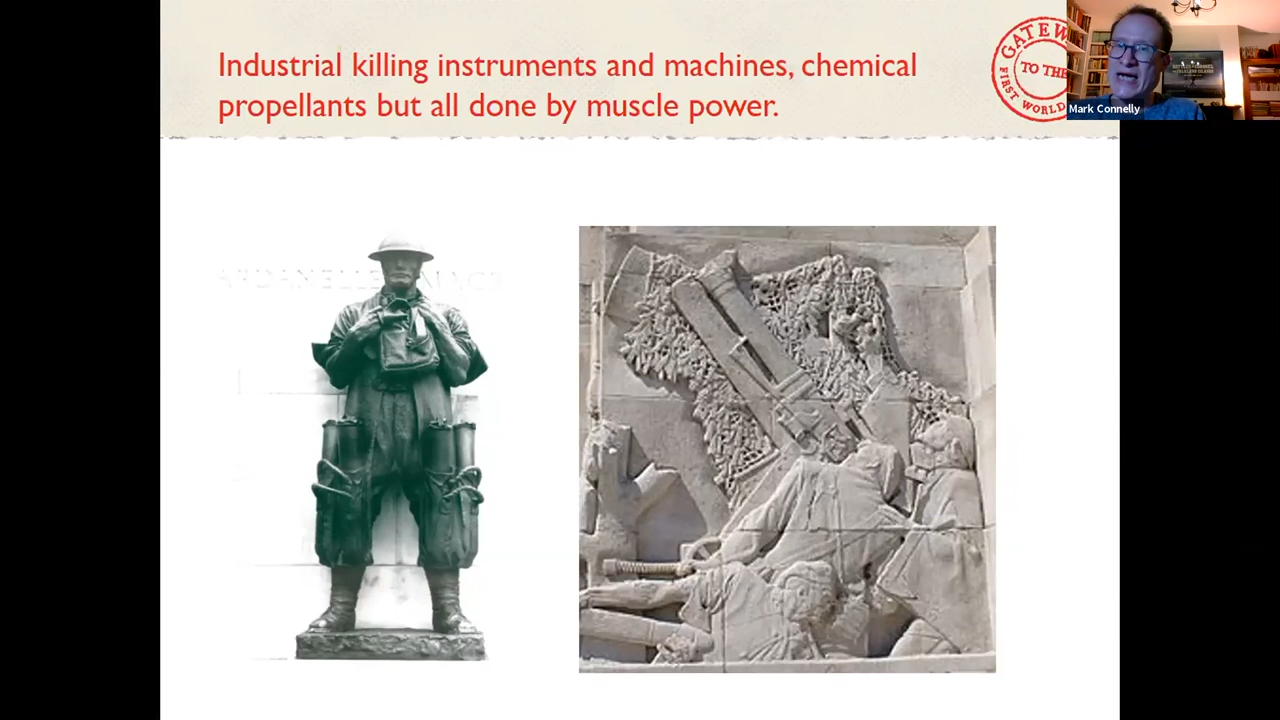 Industrial killing instruments and machines, chemical
propellants but all done by muscle power.
GATEW
TO THE
FIRST WORLD
Mark Connelly